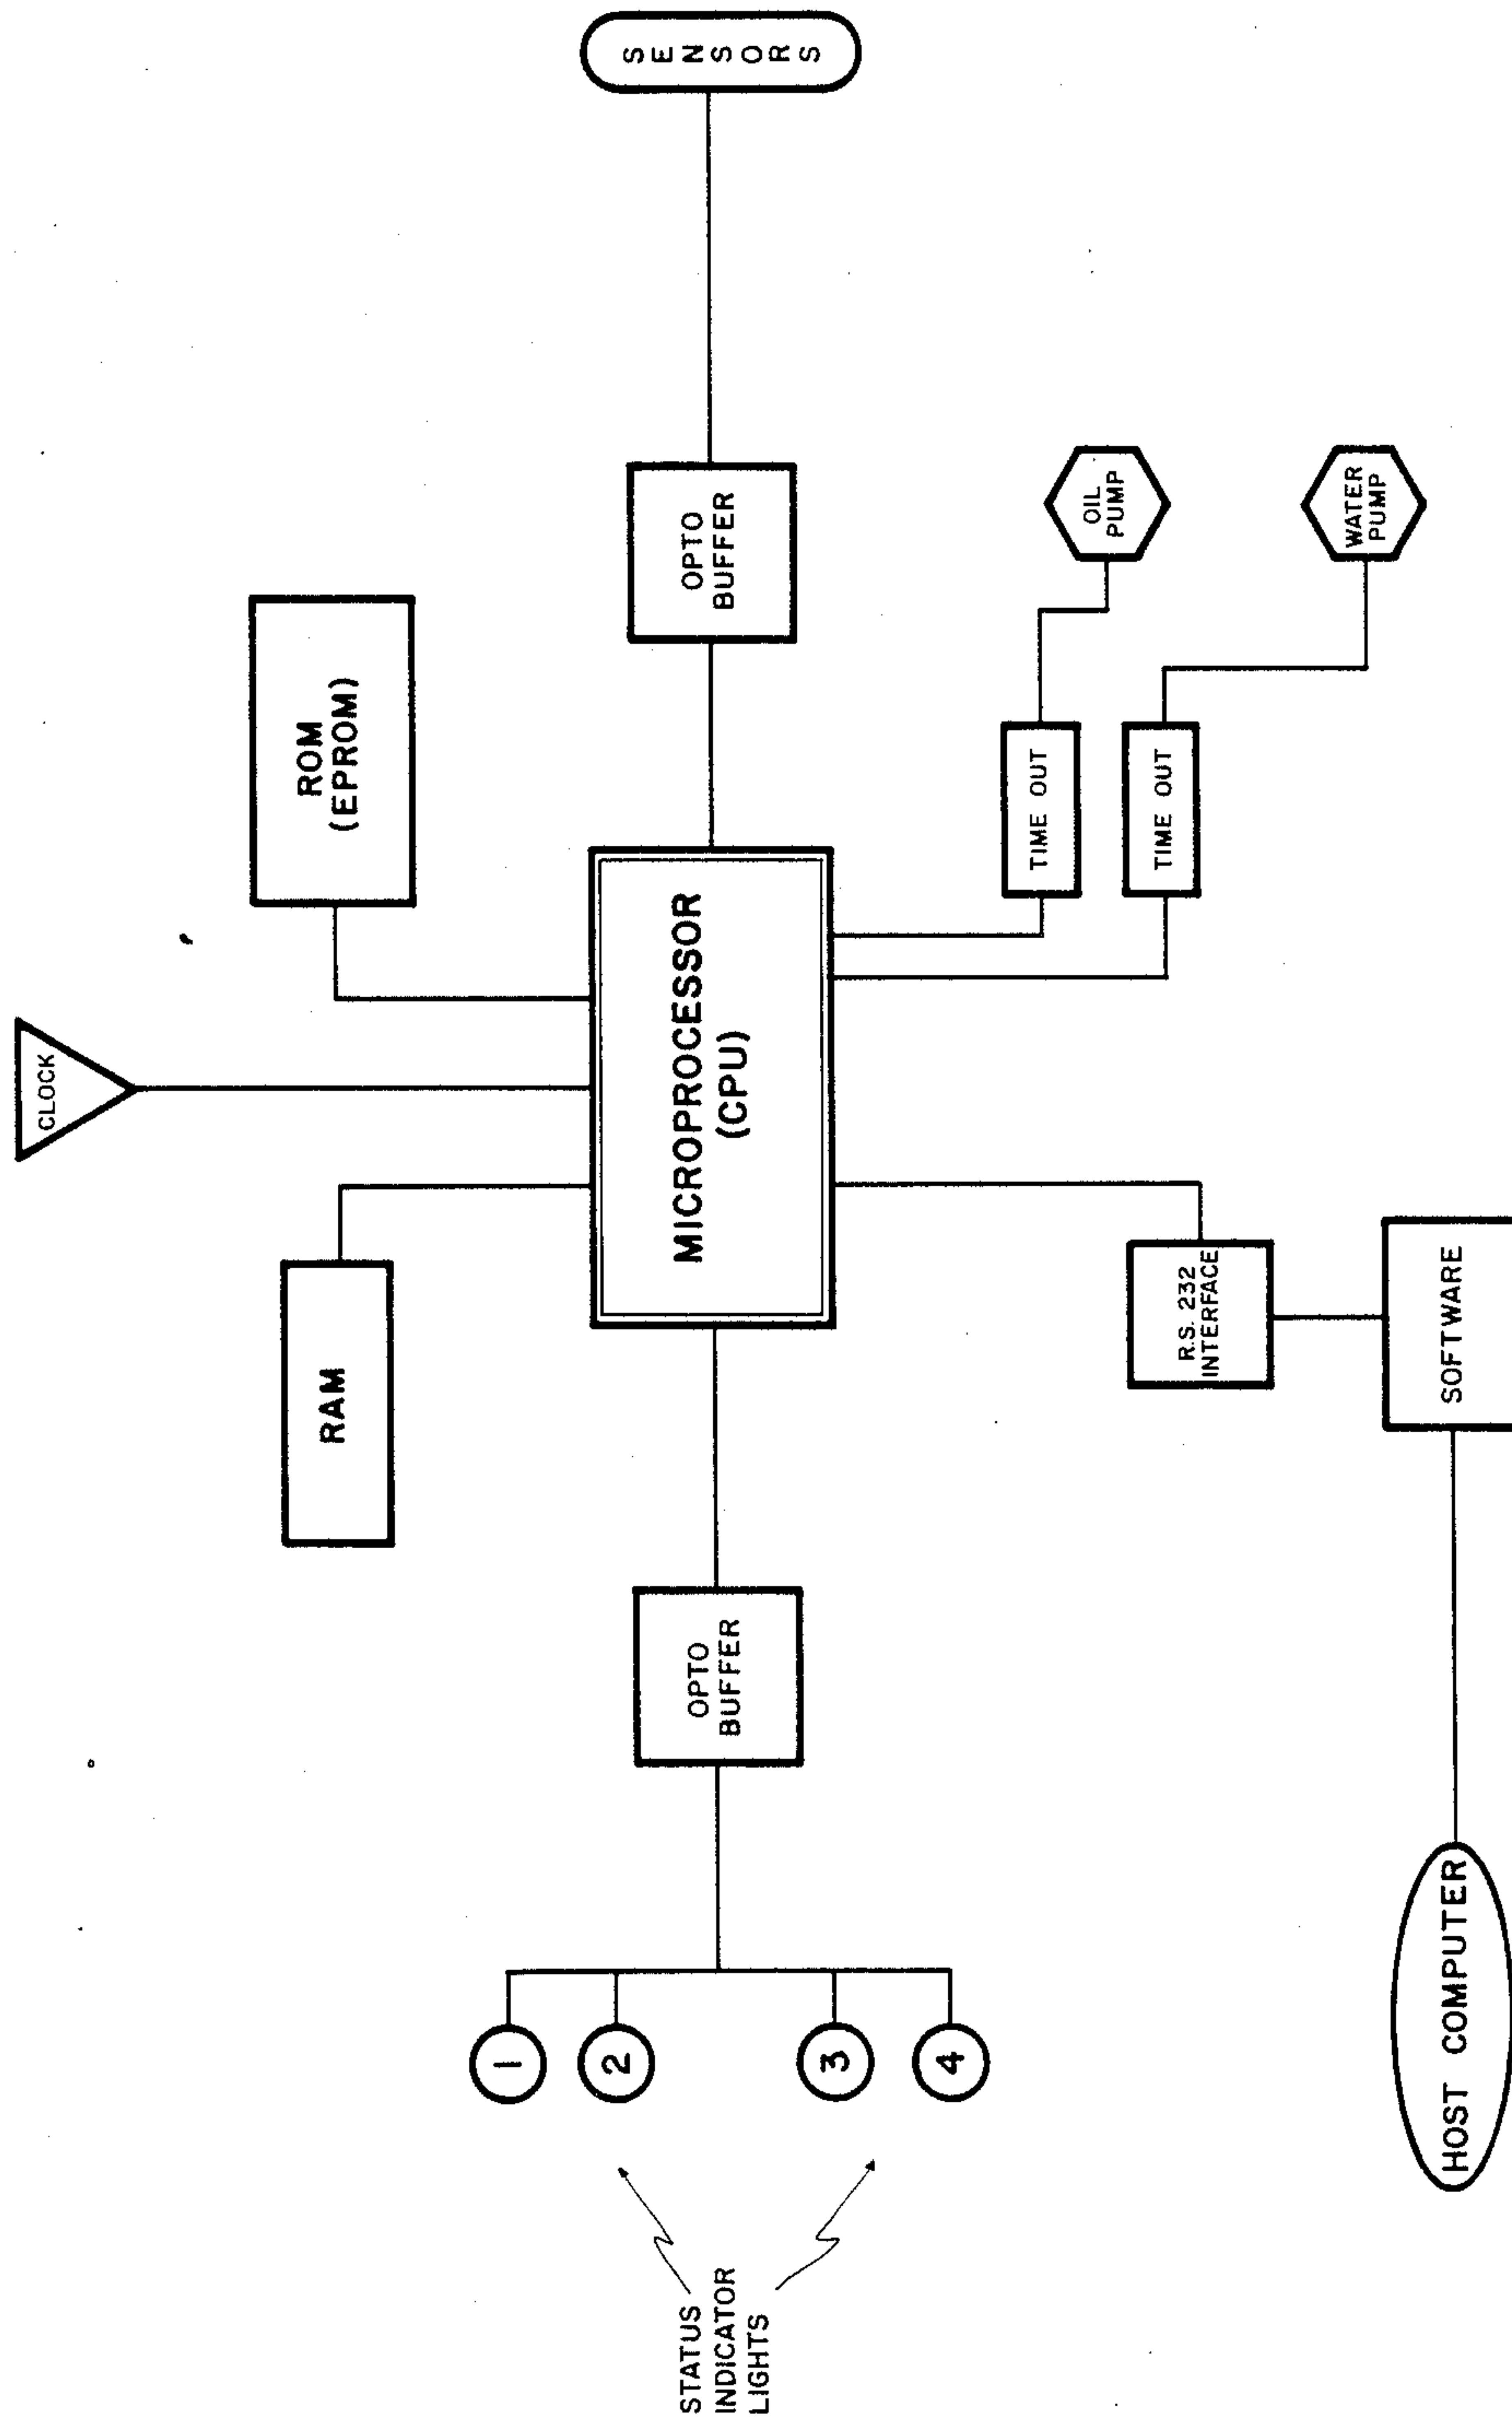 CLOCK
RAM
ROM
(EPROM)
STATUS
INDICATOR
LIGHTS
1
2
3
4
OPTO
BUFFER
MICROPROCESSOR
(CPU)
OPTO
BUFFER
SENSORS
R.S. 232
INTERFACE
TIME OUT
OIL
PUMP
TIME OUT
WATER
PUMP
HOST COMPUTER
SOFTWARE